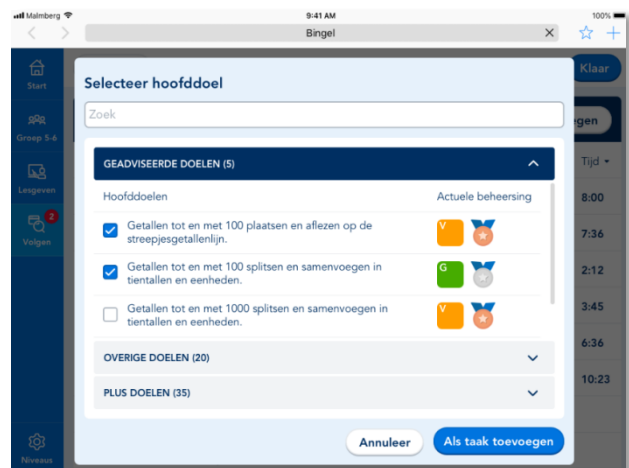 Malmberg
9:41 AM
100%
Bingel
Start
Groep 5-6
Lesgeven
2
Volgen
Niveaus
Klaar
egen
Tijd
8:00
7:36
2:12
3:45
6:36
10:23
Selecteer hoofddoel
Zoek
GEADVISEERDE DOELEN (5)
Hoofddoelen
Actuele beheersing
Getallen tot en met 100 plaatsen en aflezen op de
streepjesgetallenlijn.
V
Getallen tot en met 100 splitsen en samenvoegen in
tientallen en eenheden.
G
Getallen tot en met 1000 splitsen en samenvoegen in
tientallen en eenheden.
V
OVERIGE DOELEN (20)
PLUS DOELEN (35)
Annuleer
Als taak toevoegen